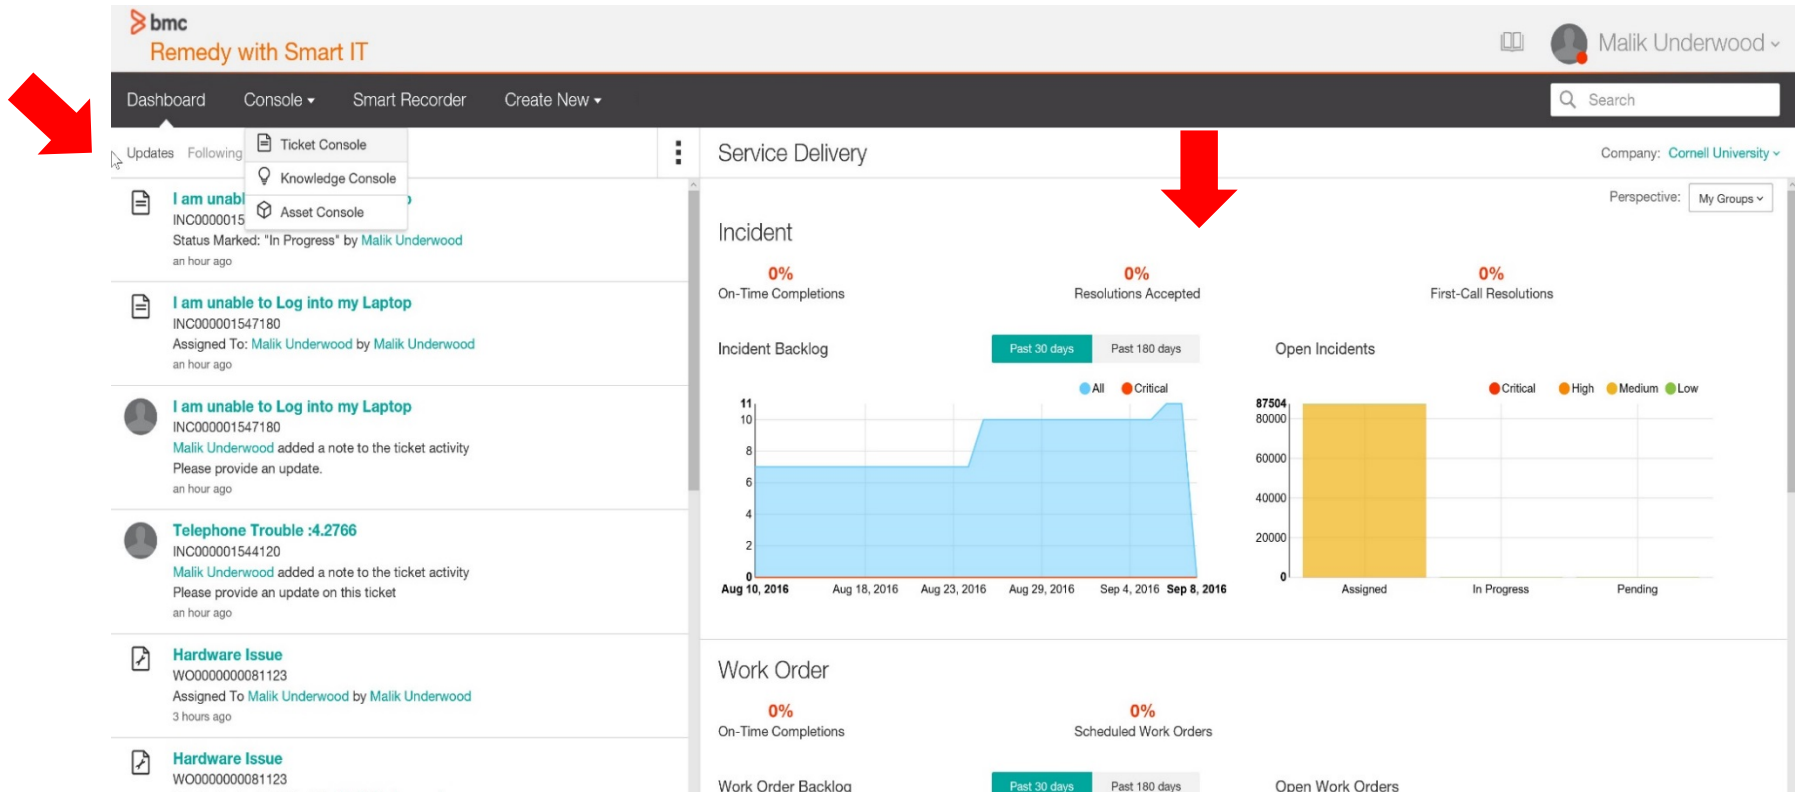 bmc
Remedy with Smart IT
Malik Underwood
Dashboard
Console
Smart Recorder
Create New
Search
Updates
Following
Ticket Console
Knowledge Console
Asset Console
I am unabl
INC0000015
Status Marked: "In Progress" by Malik Underwood
an hour ago
I am unable to Log into my Laptop
INC000001547180
Assigned To: Malik Underwood by Malik Underwood
an hour ago
I am unable to Log into my Laptop
INC000001547180
Malik Underwood added a note to the ticket activity
Please provide an update.
an hour ago
Telephone Trouble :4.2766
INC000001544120
Malik Underwood added a note to the ticket activity
Please provide an update on this ticket
an hour ago
Hardware Issue
WO0000000081123
Assigned To Malik Underwood by Malik Underwood
3 hours ago
Hardware Issue
WO0000000081123
Service Delivery
Company: Cornell University
Perspective: My Groups
Incident
0%
On-Time Completions
0%
Resolutions Accepted
0%
First-Call Resolutions
Incident Backlog
Past 30 days
Past 180 days
All
Critical
11
10
8
6
4
2
0
Aug 10, 2016
Aug 18, 2016
Aug 23, 2016
Aug 29, 2016
Sep 4, 2016
Sep 8, 2016
Open Incidents
Critical
High
Medium
Low
87504
80000
60000
40000
20000
0
Assigned
In Progress
Pending
Work Order
0%
On-Time Completions
0%
Scheduled Work Orders
Work Order Backlog
Past 30 days
Past 180 days
Open Work Orders